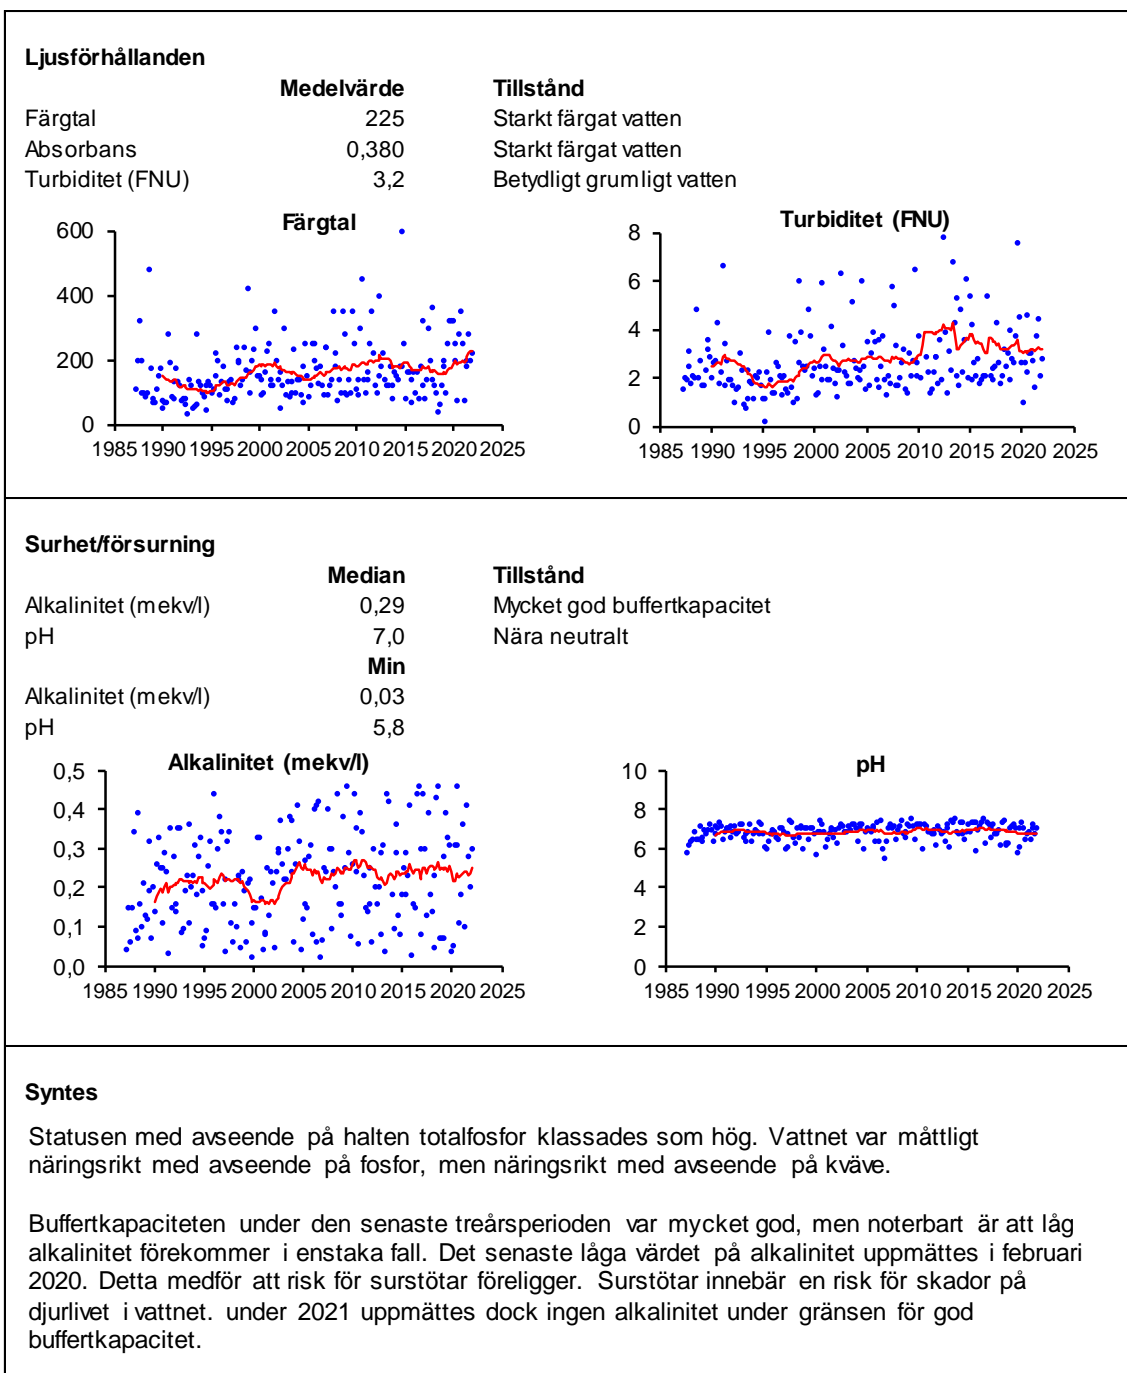 Ljusförhållanden
Medelvärde Tillstånd
Färgtal 225 Starkt färgat vatten
Absorbans 0,380 Starkt färgat vatten
Turbiditet (FNU) 3,2 Betydligt grumligt vatten
Färgtal
600
400
200
0
1985 1990 1995 2000 2005 2010 2015 2020 2025
Turbiditet (FNU)
8
6
4
2
0
1985 1990 1995 2000 2005 2010 2015 2020 2025
Surhet/försurning
Median Tillstånd
Alkalinitet (mekv/l) 0,29 Mycket god buffertkapacitet
pH 7,0 Nära neutralt
Min
Alkalinitet (mekv/l) 0,03
pH 5,8
Alkalinitet (mekv/l)
0,5
0,4
0,3
0,2
0,1
0,0
1985 1990 1995 2000 2005 2010 2015 2020 2025
pH
10
8
6
4
2
0
1985 1990 1995 2000 2005 2010 2015 2020 2025
Syntes
Statusen med avseende på halten totalfosfor klassades som hög. Vattnet var måttligt
näringsrikt med avseende på fosfor, men näringsrikt med avseende på kväve.
Buffertkapaciteten under den senaste treårsperioden var mycket god, men noterbart är att låg
alkalinitet förekommer i enstaka fall. Det senaste låga värdet på alkalinitet uppmättes i februari
2020. Detta medför att risk för surstötar föreligger. Surstötar innebär en risk för skador på
djurlivet i vattnet. under 2021 uppmättes dock ingen alkalinitet under gränsen för god
buffertkapacitet.